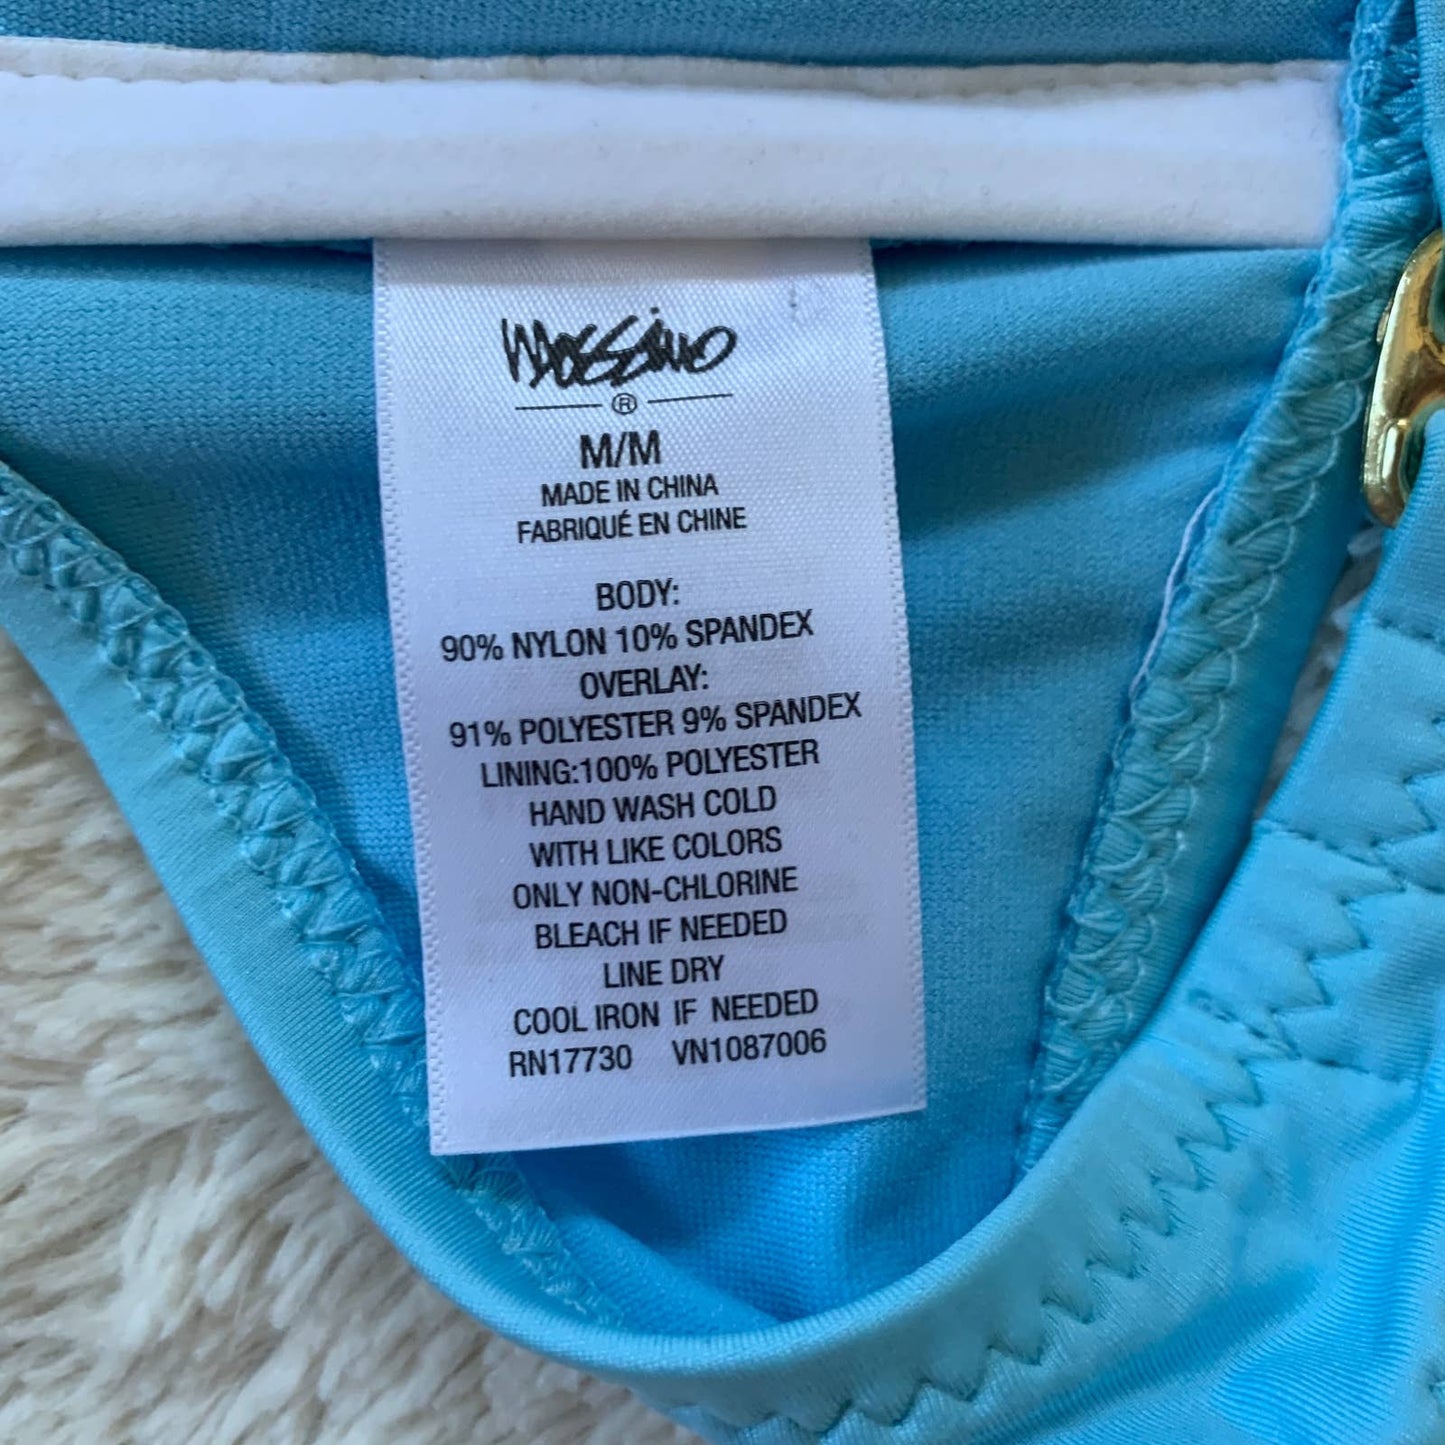 Mossimo
®
M/M
MADE IN CHINA
FABRIQUÉ EN CHINE
BODY:
90% NYLON 10% SPANDEX
OVERLAY:
91% POLYESTER 9% SPANDEX
LINING:100% POLYESTER
HAND WASH COLD
WITH LIKE COLORS
ONLY NON-CHLORINE
BLEACH IF NEEDED
LINE DRY
COOL IRON IF NEEDED
RN17730 VN1087006